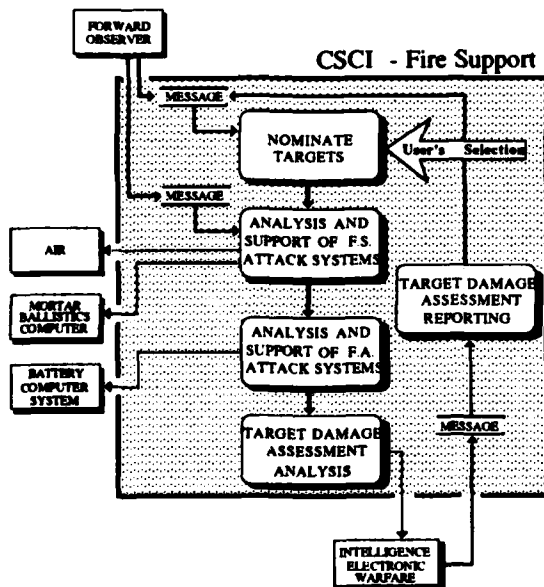 FORWARD
OBSERVER
CSCI - Fire Support
MESSAGE
NOMINATE
TARGETS
User's Selection
MESSAGE
ANALYSIS AND
SUPPORT OF F.S.
ATTACK SYSTEMS
AIR
TARGET DAMAGE
ASSESSMENT
REPORTING
MORTAR
BALLISTICS
COMPUTER
ANALYSIS AND
SUPPORT OF F.A.
ATTACK SYSTEMS
BATTERY
COMPUTER
SYSTEM
MESSAGE
TARGET DAMAGE
ASSESSMENT
ANALYSIS
INTELLIGENCE
ELECTRONIC
WARFARE